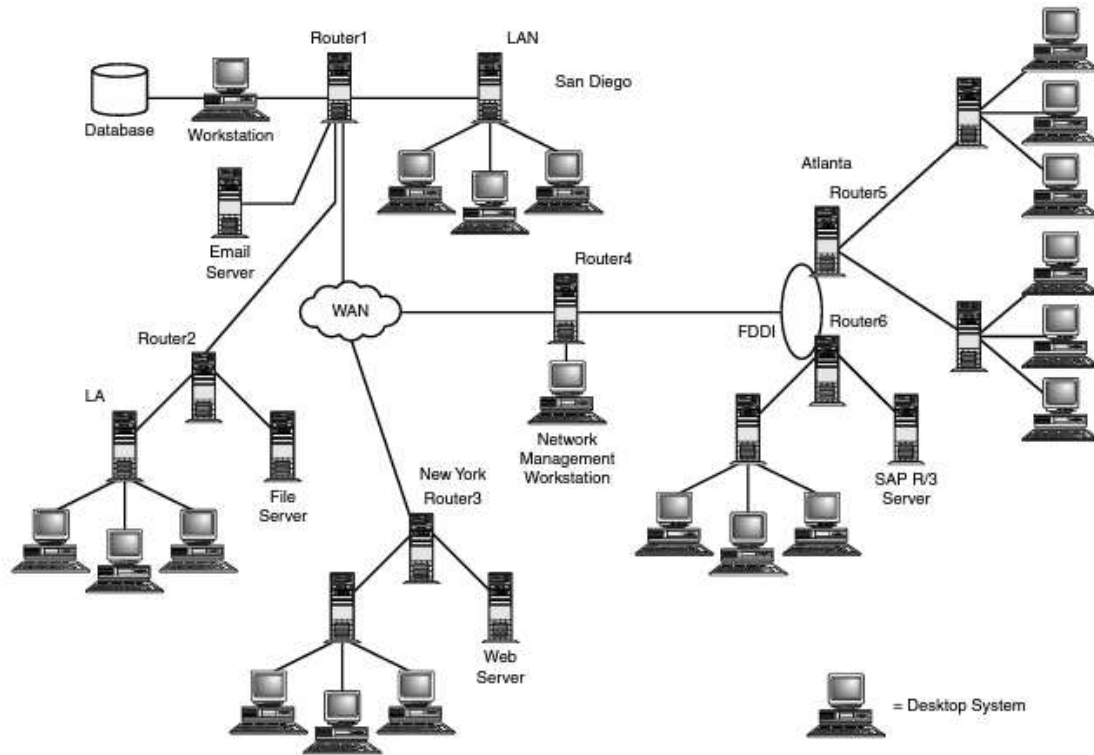 Router1
LAN
San Diego
Database
Workstation
Atlanta
Router5
Email
Server
Router4
WAN
FDDI
Router6
Router2
LA
File
Server
Network
Management
Workstation
SAP R/3
Server
New York
Router3
Web
Server
= Desktop System